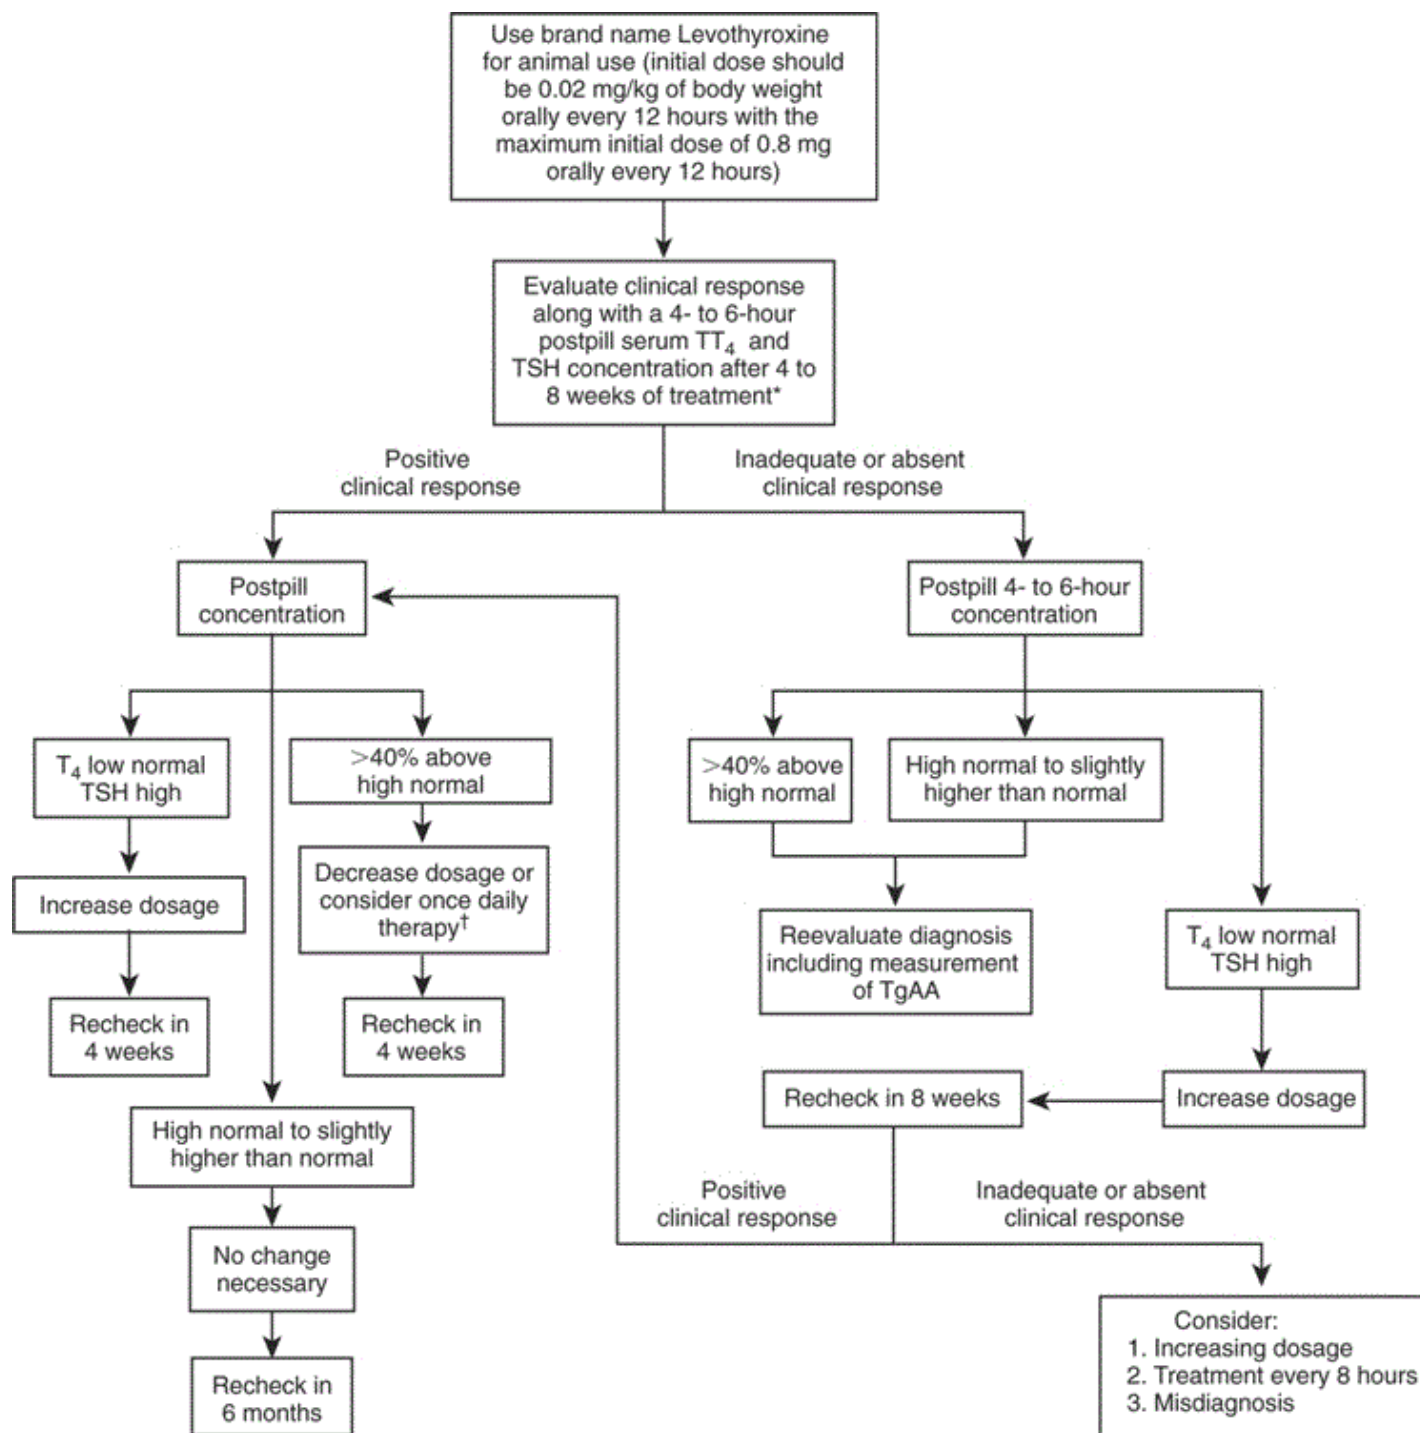 Use brand name Levothyroxine
for animal use (initial dose should
be 0.02 mg/kg of body weight
orally every 12 hours with the
maximum initial dose of 0.8 mg
orally every 12 hours)
Evaluate clinical response
along with a 4- to 6-hour
postpill serum TT4 and
TSH concentration after 4 to
8 weeks of treatment*
Positive
clinical response
Inadequate or absent
clinical response
Postpill
concentration
Postpill 4- to 6-hour
concentration
T4 low normal
TSH high
>40% above
high normal
>40% above
high normal
High normal to slightly
higher than normal
Increase dosage
Decrease dosage or
consider once daily
therapy†
Reevaluate diagnosis
including measurement
of TgAA
T4 low normal
TSH high
Recheck in
4 weeks
Recheck in
4 weeks
Recheck in 8 weeks
Increase dosage
High normal to slightly
higher than normal
Positive
clinical response
Inadequate or absent
clinical response
No change
necessary
Recheck in
6 months
Consider:
1. Increasing dosage
2. Treatment every 8 hours
3. Misdiagnosis